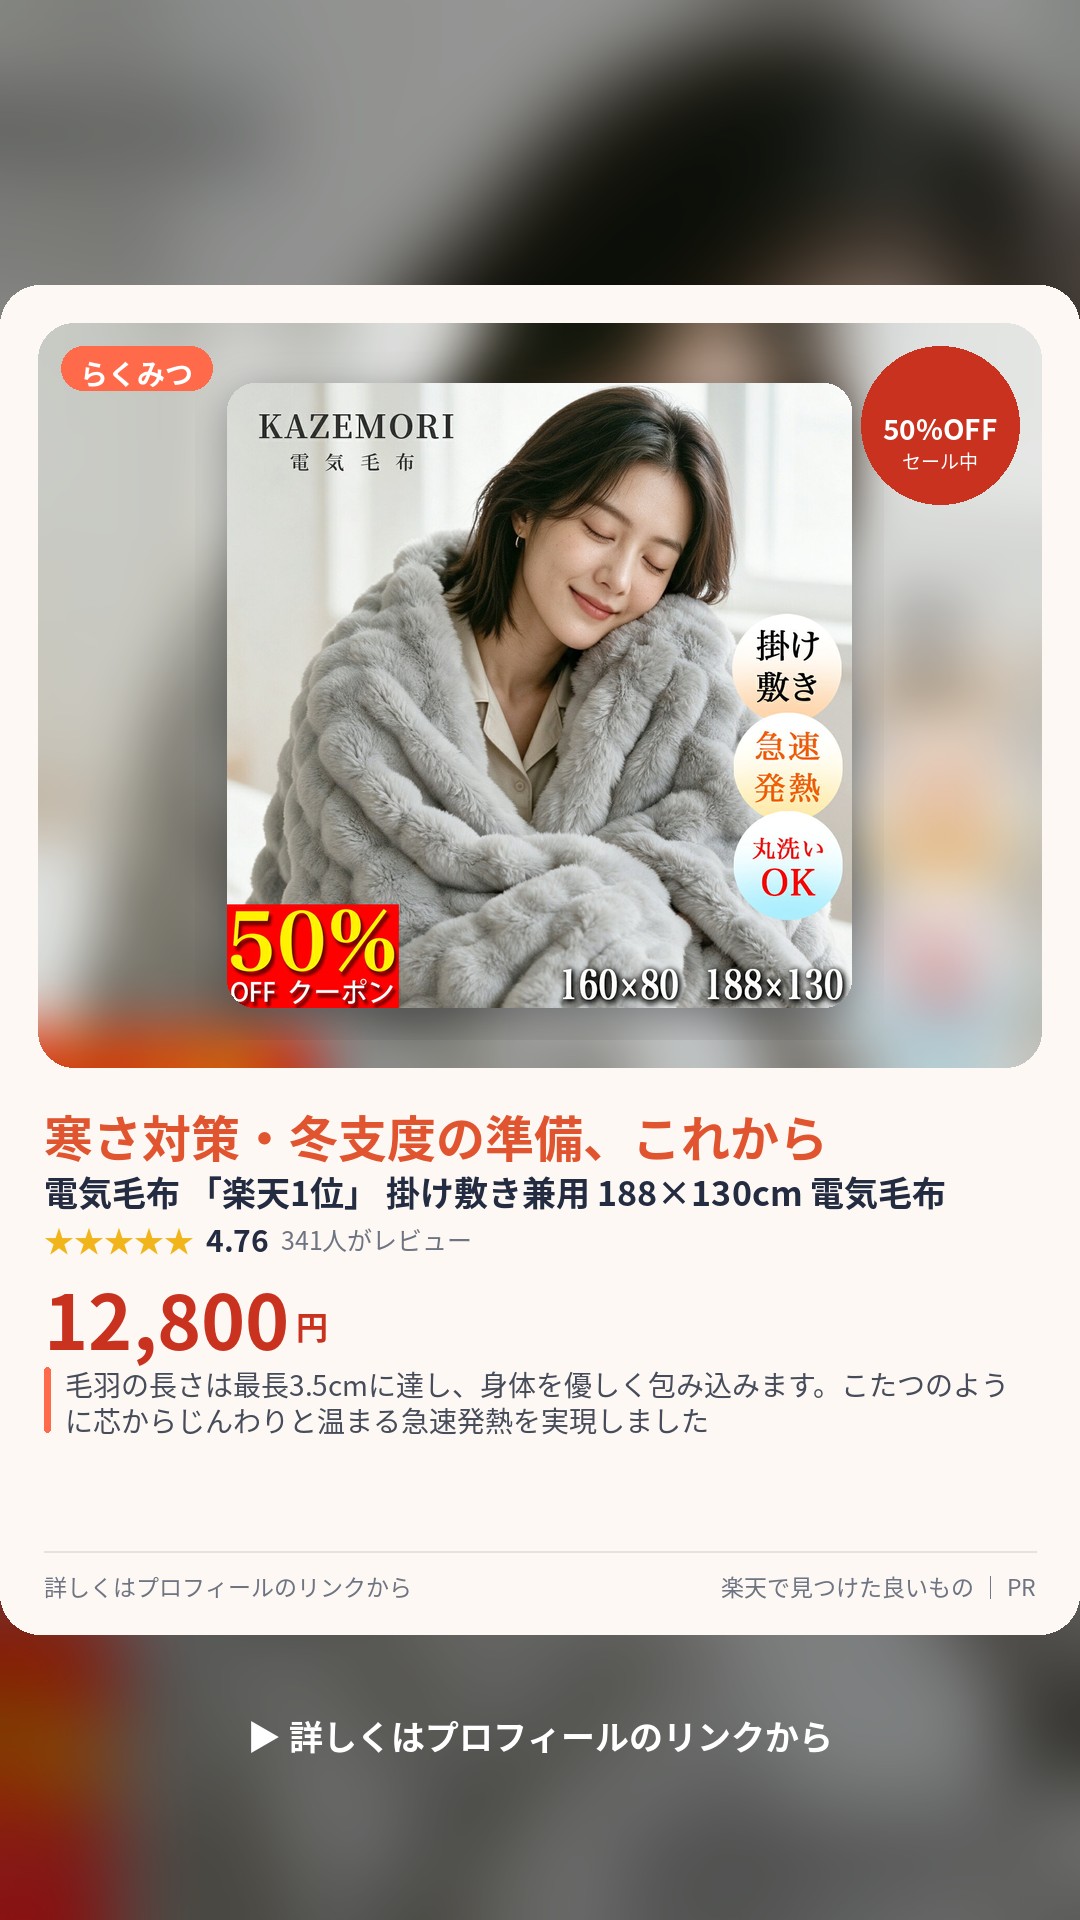 らくみつ
50%OFF
セール中
KAZEMORI
電気毛布
掛け
敷き
急速
発熱
丸洗い
OK
50%
OFF クーポン
160×80 188×130
寒さ対策・冬支度の準備、これから
電気毛布 「楽天1位」 掛け敷き兼用 188×130cm 電気毛布
★★★★★ 4.76 341人がレビュー
12,800円
毛羽の長さは最長3.5cmに達し、身体を優しく包み込みます。こたつのよう
に芯からじんわりと温まる急速発熱を実現しました
詳しくはプロフィールのリンクから
楽天で見つけた良いもの｜PR
▶ 詳しくはプロフィールのリンクから